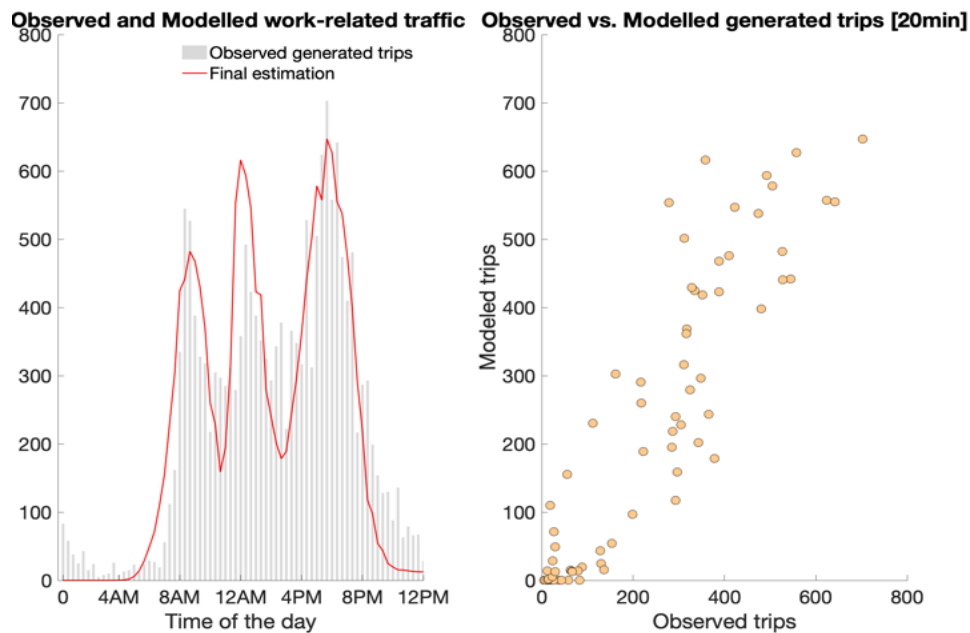 Observed and Modelled work-related traffic
Observed generated trips
Final estimation
800
700
600
500
400
300
200
100
0
0 4AM 8AM 12AM 4PM 8PM 12PM
Time of the day
Observed vs. Modelled generated trips [20min]
Modeled trips
800
700
600
500
400
300
200
100
0
0 200 400 600 800
Observed trips